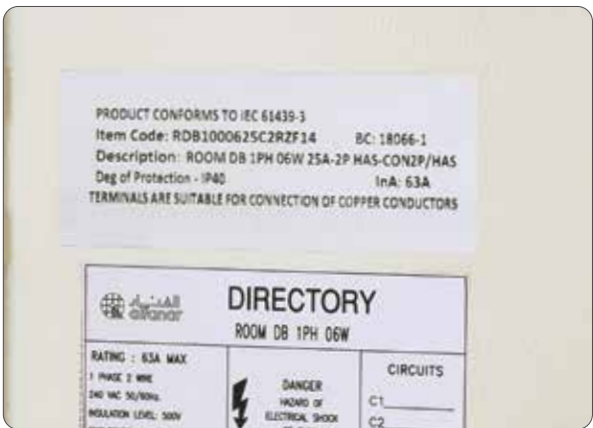 PRODUCT CONFORMS TO IEC 61439-3
Item Code: RDB1000625C2RZF14 BC: 18066-1
Description: ROOM DB 1PH 06W 25A-2P HAS-CON2P/HAS
Deg of Protection - IP40 InA: 63A
TERMINALS ARE SUITABLE FOR CONNECTION OF COPPER CONDUCTORS
الفنار
alfanar
DIRECTORY
ROOM DB 1PH 06W
RATING : 63A MAX
1 PHASE 2 WIRE
240 VAC 50/60Hz.
INSULATION LEVEL: 500V
DANGER
HAZARD OF
ELECTRICAL SHOCK
CIRCUITS
C1
C2